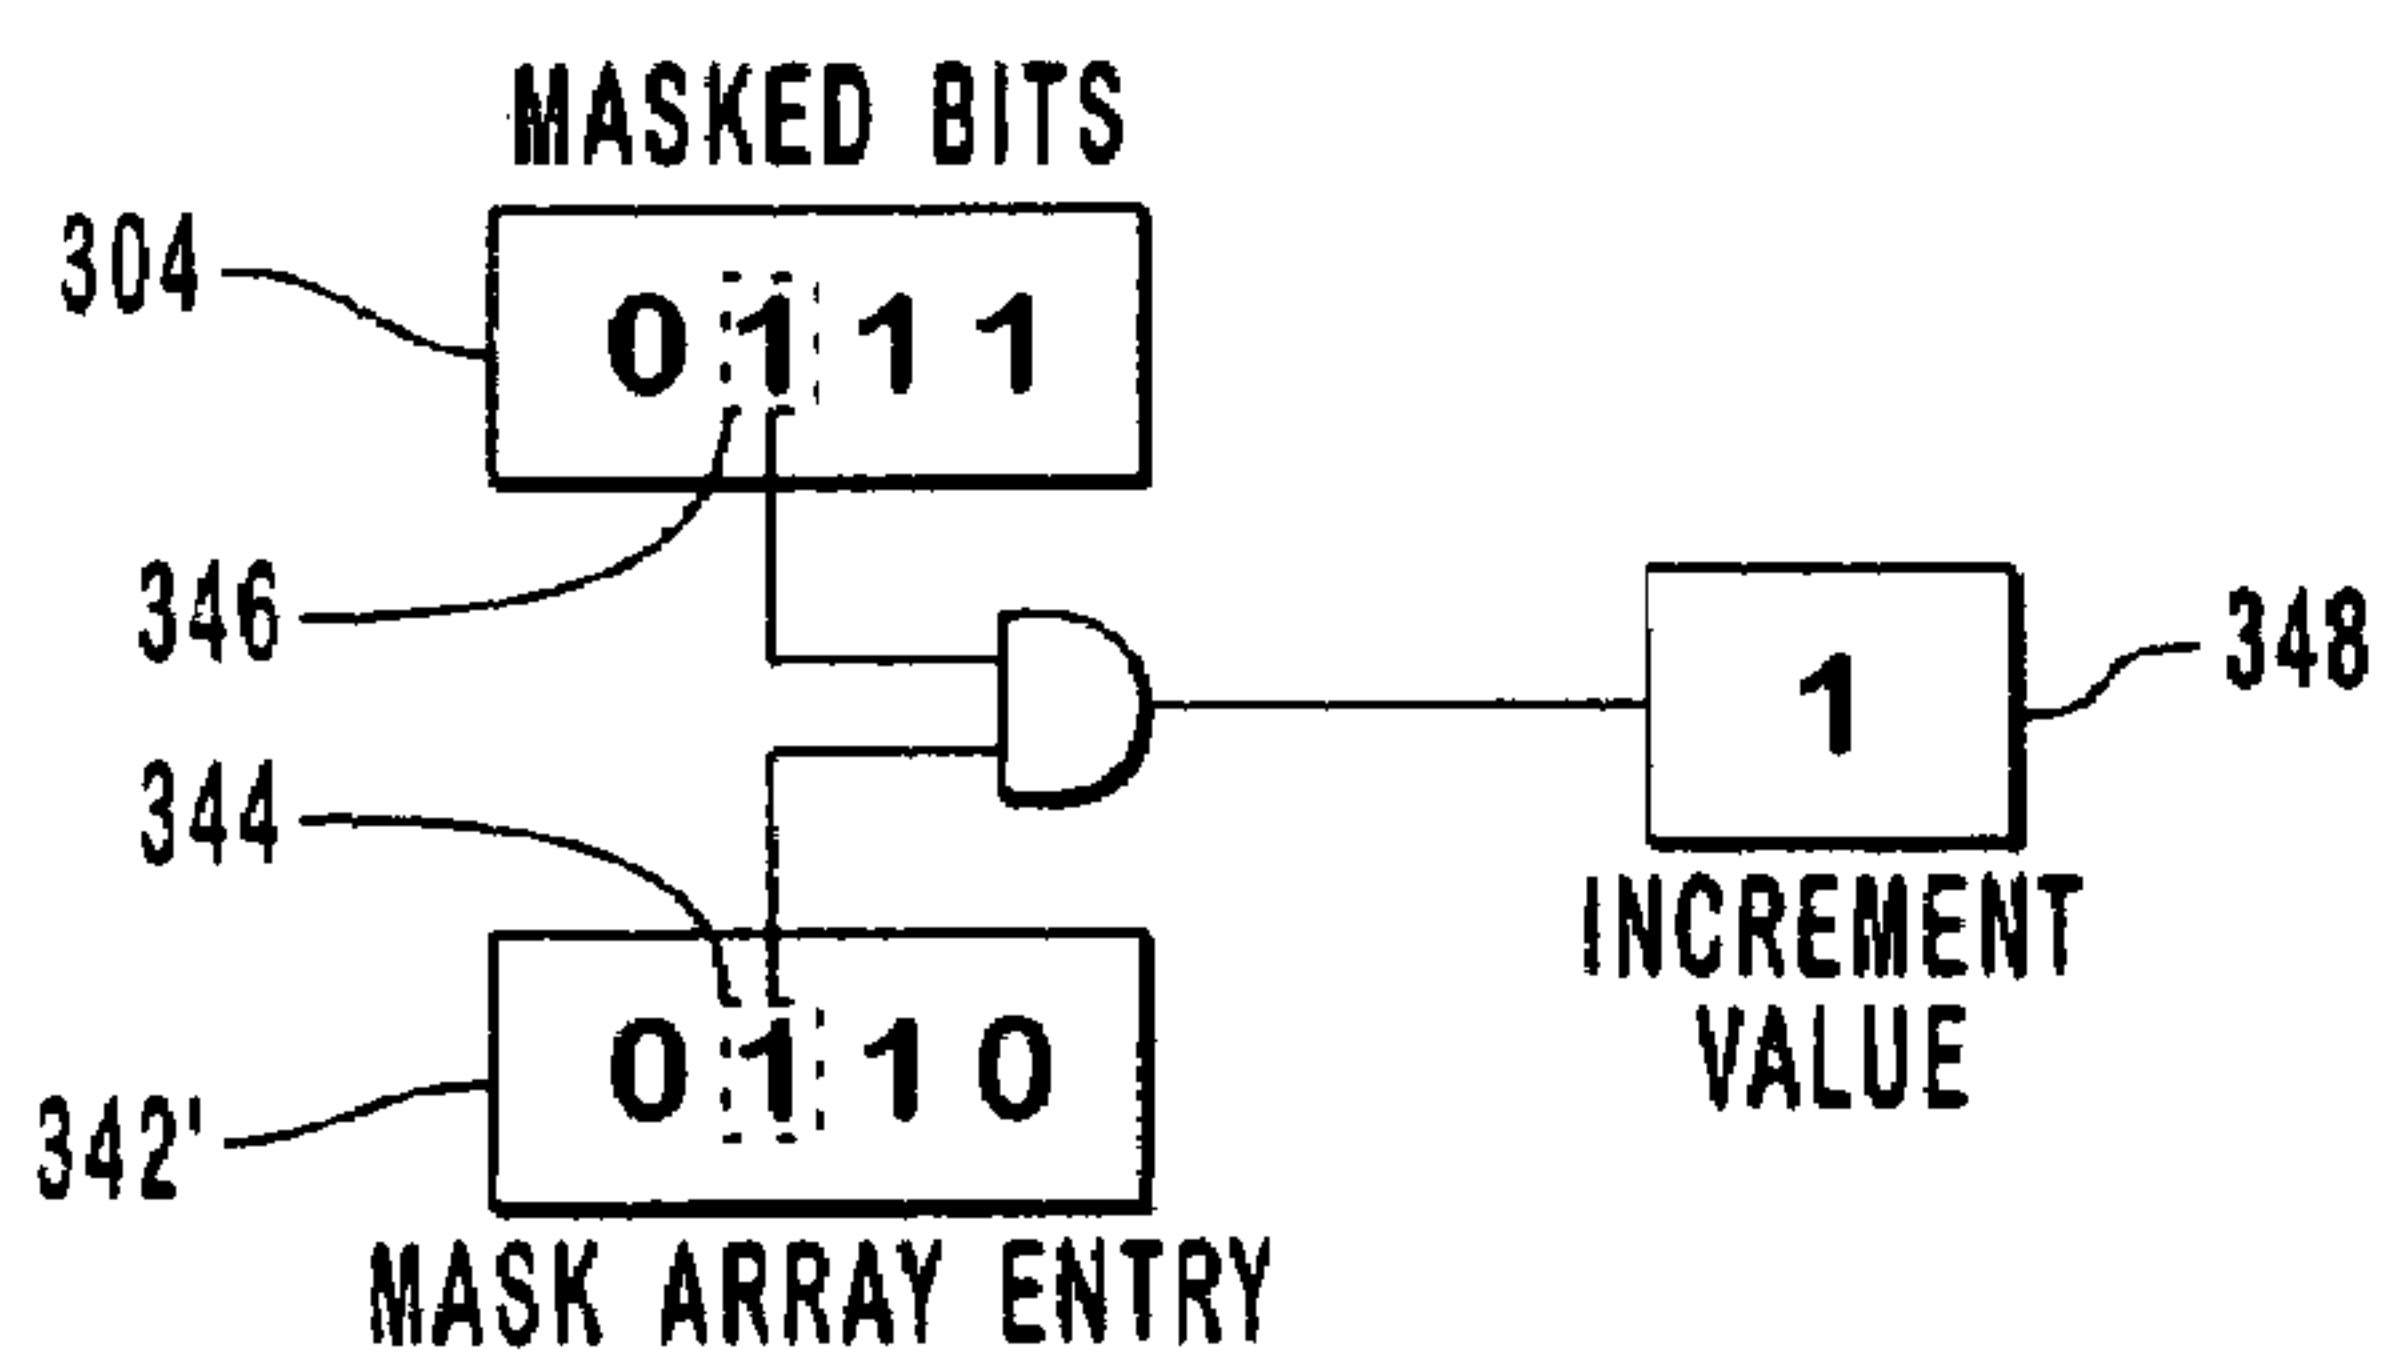 MASKED BITS
304
0 1 1 1
346
348
1
344
INCREMENT
VALUE
0 1 1 0
342'
MASK ARRAY ENTRY